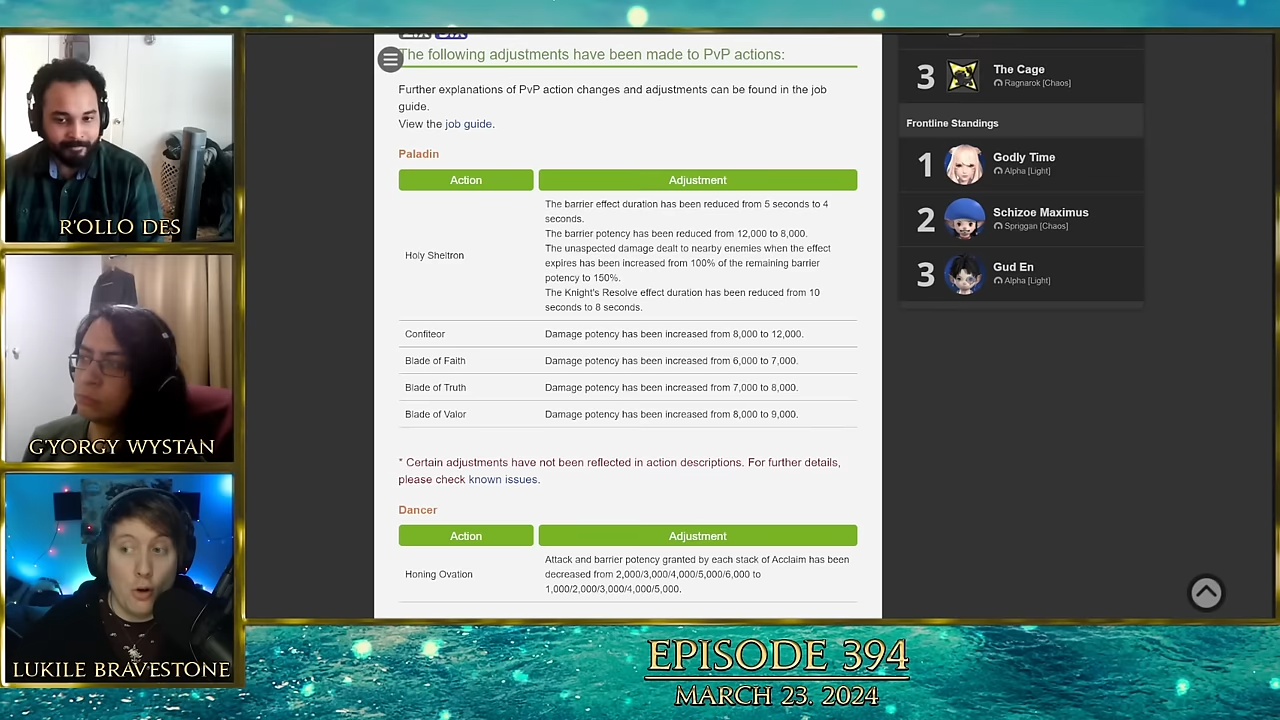 The following adjustments have been made to PvP actions:
Further explanations of PvP action changes and adjustments can be found in the job
guide.
View the job guide.
Paladin
Action
Adjustment
Holy Sheltron
The barrier effect duration has been reduced from 5 seconds to 4
seconds.
The barrier potency has been reduced from 12,000 to 8,000.
The unaspected damage dealt to nearby enemies when the effect
expires has been increased from 100% of the remaining barrier
potency to 150%.
The Knight's Resolve effect duration has been reduced from 10
seconds to 8 seconds.
Confiteor
Damage potency has been increased from 8,000 to 12,000.
Blade of Faith
Damage potency has been increased from 6,000 to 7,000.
Blade of Truth
Damage potency has been increased from 7,000 to 8,000.
Blade of Valor
Damage potency has been increased from 8,000 to 9,000.
* Certain adjustments have not been reflected in action descriptions. For further details,
please check known issues.
Dancer
Action
Adjustment
Honing Ovation
Attack and barrier potency granted by each stack of Acclaim has been
decreased from 2,000/3,000/4,000/5,000/6,000 to
1,000/2,000/3,000/4,000/5,000.
3
The Cage
Ragnarok [Chaos]
Frontline Standings
1
Godly Time
Alpha [Light]
2
Schizoe Maximus
Spriggan [Chaos]
3
Gud En
Alpha [Light]
R'OLLO DES
G'YORGY WYSTAN
LUKILE BRAVESTONE
EPISODE 394
MARCH 23. 2024